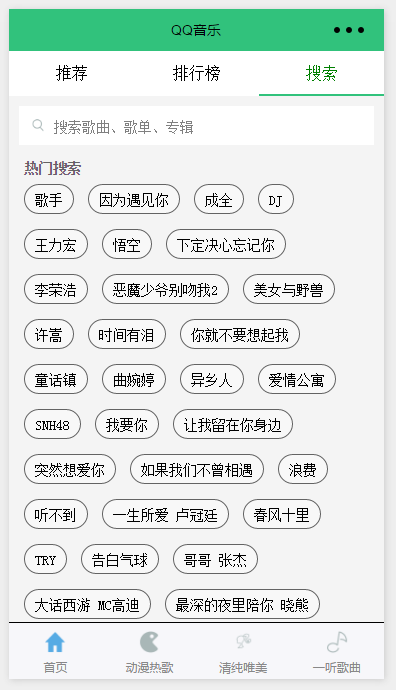 QQ音乐
推荐 排行榜 搜索
搜索歌曲、歌单、专辑
热门搜索
歌手 因为遇见你 成全 DJ
王力宏 悟空 下定决心忘记你
李荣浩 恶魔少爷别吻我2 美女与野兽
许嵩 时间有泪 你就不要想起我
童话镇 曲婉婷 异乡人 爱情公寓
SNH48 我要你 让我留在你身边
突然想爱你 如果我们不曾相遇 浪费
听不到 一生所爱 卢冠廷 春风十里
TRY 告白气球 哥哥 张杰
大话西游 MC高迪 最深的夜里陪你 晓熊
首页 动漫热歌 清纯唯美 一听歌曲